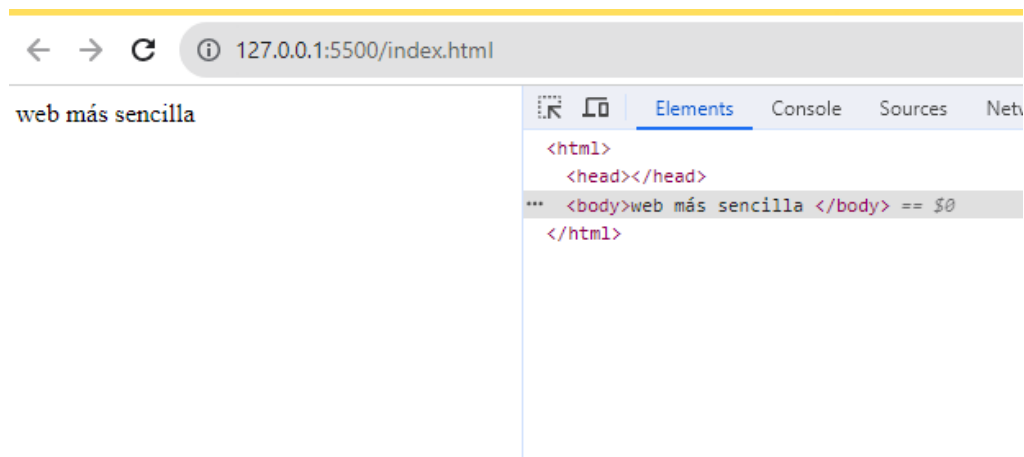 127.0.0.1:5500/index.html
web más sencilla
Elements Console Sources Netv
<html>
<head></head>
··· <body>web más sencilla </body> == $0
</html>